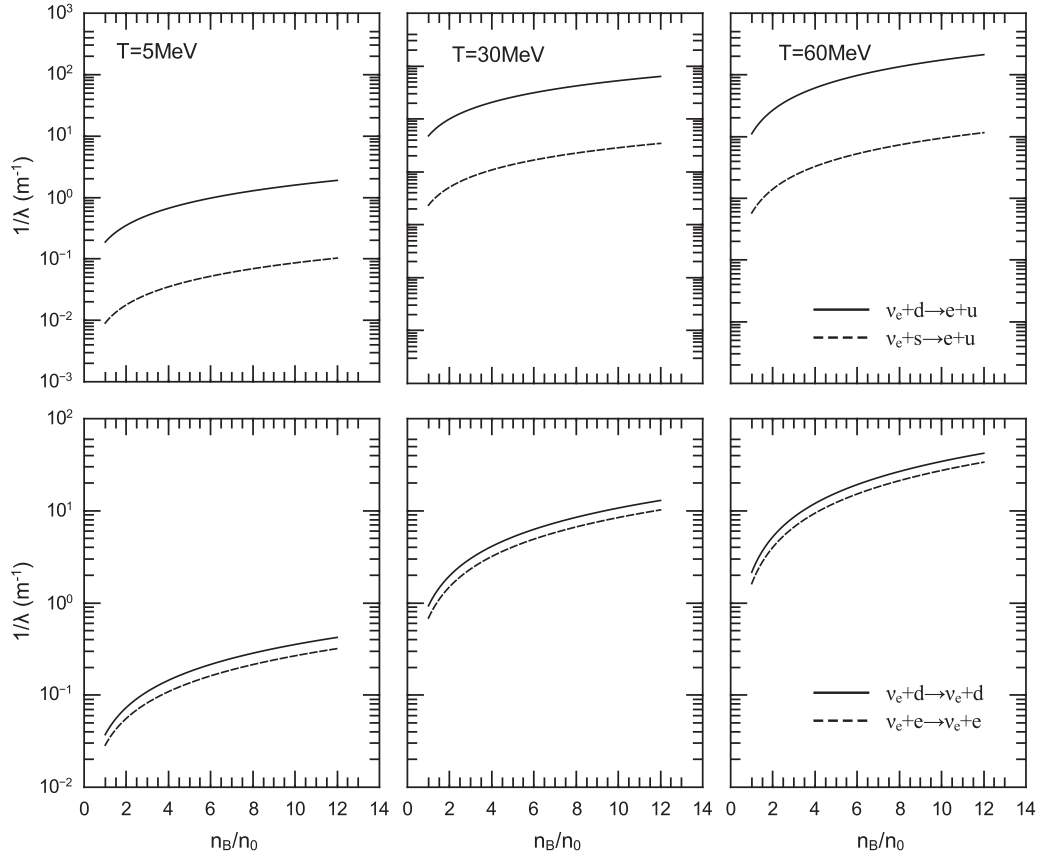 10³
10²
10¹
10⁰
10⁻¹
10⁻²
10⁻³
1/λ (m⁻¹)
T=5MeV
T=30MeV
T=60MeV
νₑ+d→e+u
νₑ+s→e+u
10²
10¹
10⁰
10⁻¹
10⁻²
1/λ (m⁻¹)
νₑ+d→νₑ+d
νₑ+e→νₑ+e
0 2 4 6 8 10 12 14
0 2 4 6 8 10 12 14
0 2 4 6 8 10 12 14
n_B/n₀
n_B/n₀
n_B/n₀